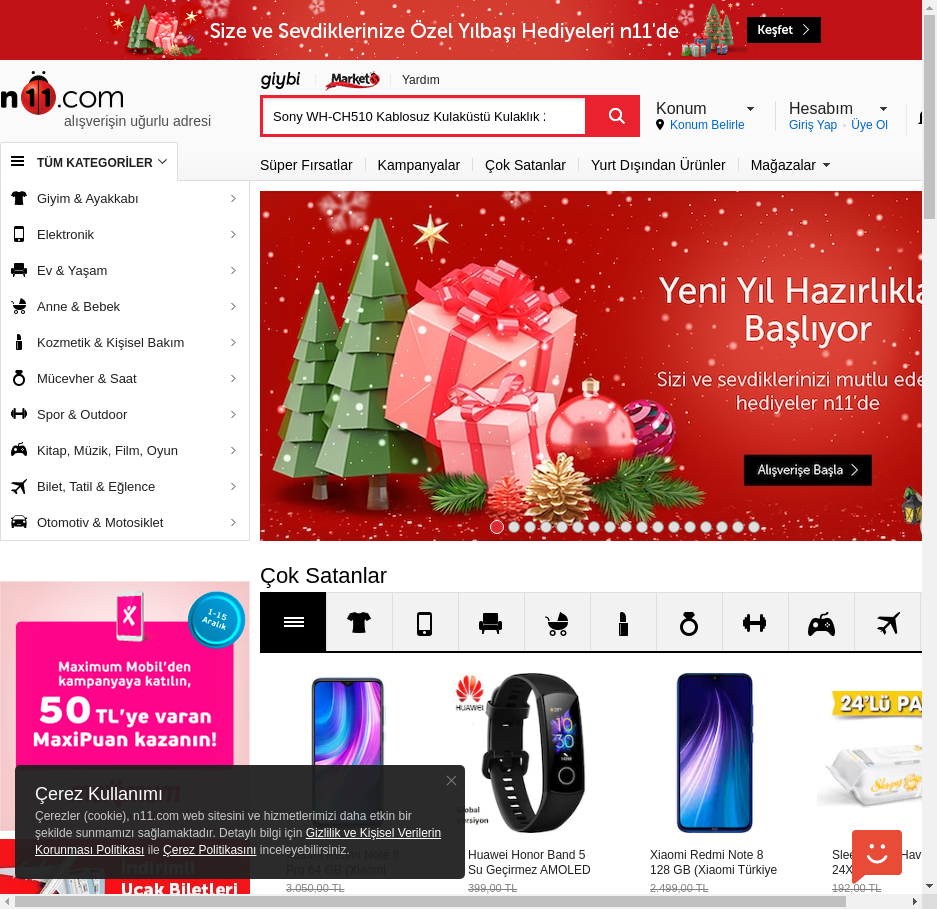 Size ve Sevdiklerinize Özel Yılbaşı Hediyeleri n11'de
Keşfet
n11.com
alışverişin uğurlu adresi
giybi
Market
Yardım
Sony WH-CH510 Kablosuz Kulaküstü Kulaklık
Konum
Konum Belirle
Hesabım
Giriş Yap
Üye Ol
TÜM KATEGORİLER
Süper Fırsatlar
Kampanyalar
Çok Satanlar
Yurt Dışından Ürünler
Mağazalar
Giyim & Ayakkabı
Elektronik
Ev & Yaşam
Anne & Bebek
Kozmetik & Kişisel Bakım
Mücevher & Saat
Spor & Outdoor
Kitap, Müzik, Film, Oyun
Bilet, Tatil & Eğlence
Otomotiv & Motosiklet
Yeni Yıl Hazırlıkla
Başlıyor
Sizi ve sevdiklerinizi mutlu ede
hediyeler n11'de
Alışverişe Başla
Çok Satanlar
1-15
Aralık
Maximum Mobil'den
kampanyaya katılın,
50 TL'ye varan
MaxiPuan kazanın!
İndirimli
Uçak Biletleri
HUAWEI
Global
Versiyon
24'LÜ PA
Xiaomi Redmi Note 8
Pro 64 GB (Xiaomi
3.050,00 TL
Huawei Honor Band 5
Su Geçirmez AMOLED
399,00 TL
Xiaomi Redmi Note 8
128 GB (Xiaomi Türkiye
2.499,00 TL
192,00 TL
Çerez Kullanımı
Çerezler (cookie), n11.com web sitesini ve hizmetlerimizi daha etkin bir
şekilde sunmamızı sağlamaktadır. Detaylı bilgi için Gizlilik ve Kişisel Verilerin
Korunması Politikası ile Çerez Politikasını inceleyebilirsiniz.